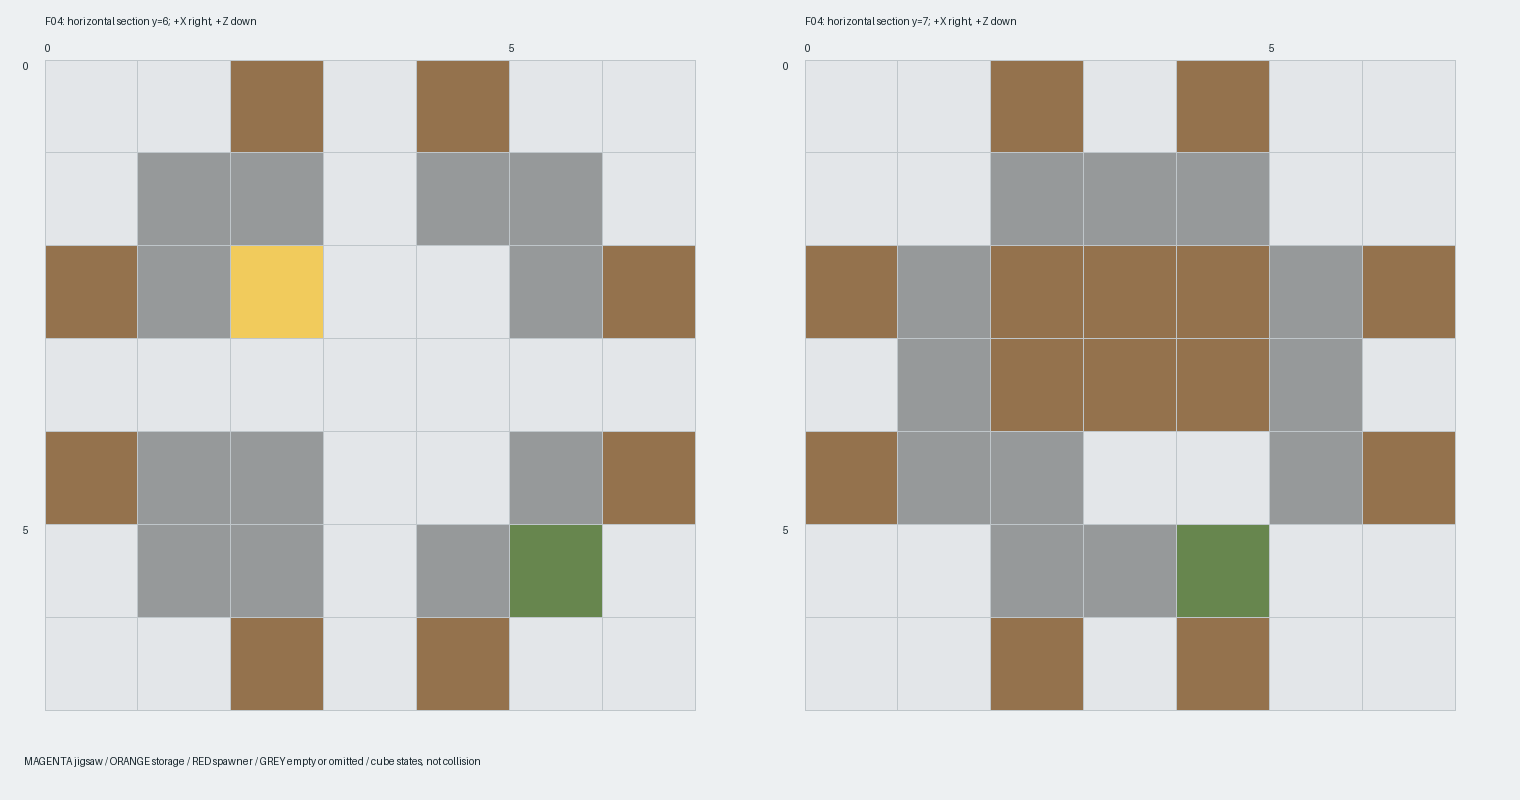 F04: horizontal section y=6; +X right, +Z down
F04: horizontal section y=7; +X right, +Z down
0 5
0 5
0
0
5
5
MAGENTA jigsaw / ORANGE storage / RED spawner / GREY empty or omitted / cube states, not collision